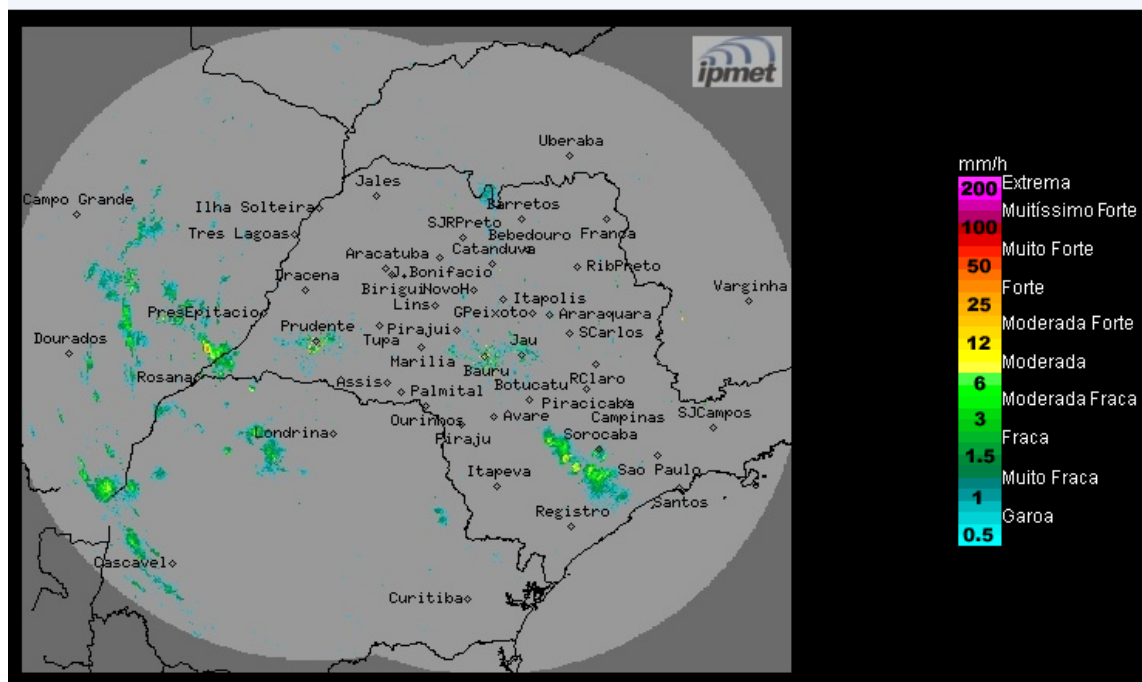 ipmet
Uberaba
Jales
Campo Grande
Ilha Solteira
Barretos
SJRPreto
Franca
Tres Lagoas
Bebedouro
Aracatuba
Catanduva
Dracena
J.Bonifacio
RibPreto
Birigui
NovoH
Varginha
Lins
Itapolis
PresEpitacio
GPeixoto
Araraquara
Prudente
Pirajui
SCarlos
Dourados
Tupa
Jau
Marilia
Bauru
Rosana
Assis
RClaro
Palmital
Botucatu
Piracicaba
Ourinhos
Avare
Campinas
SJCampos
Londrina
Piraju
Sorocaba
Itapeva
Sao Paulo
Santos
Registro
Cascavel
Curitiba
mm/h
200
Extrema
Muitíssimo Forte
100
Muito Forte
50
Forte
25
Moderada Forte
12
Moderada
6
Moderada Fraca
3
Fraca
1.5
Muito Fraca
1
Garoa
0.5